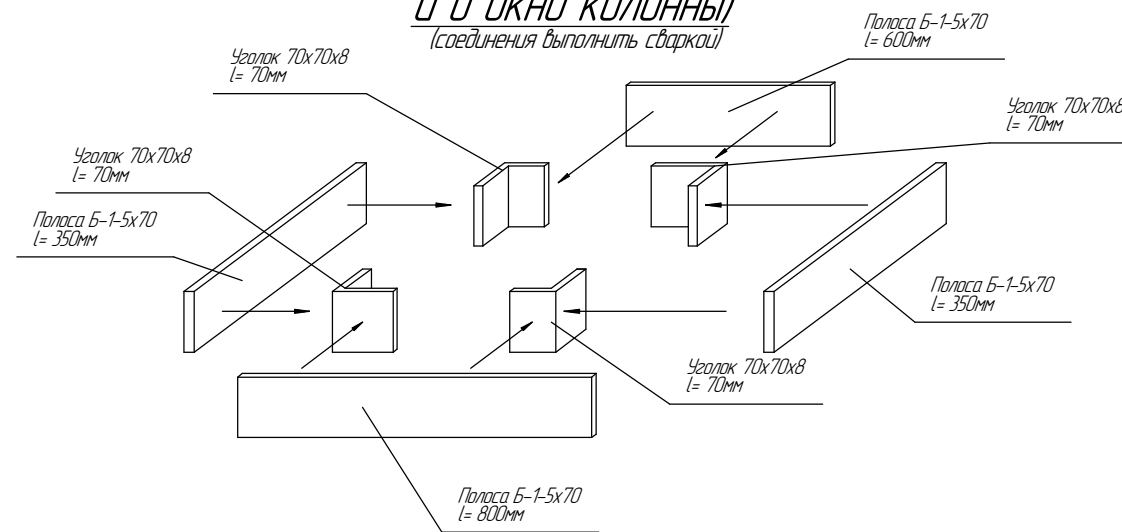 (соединения выполнить сваркой)
Полоса Б-1-5х70
l= 600мм
Уголок 70х70х8
l= 70мм
Уголок 70х70х8
l= 70мм
Уголок 70х70х8
l= 70мм
Полоса Б-1-5х70
l= 350мм
Полоса Б-1-5х70
l= 350мм
Уголок 70х70х8
l= 70мм
Полоса Б-1-5х70
l= 800мм